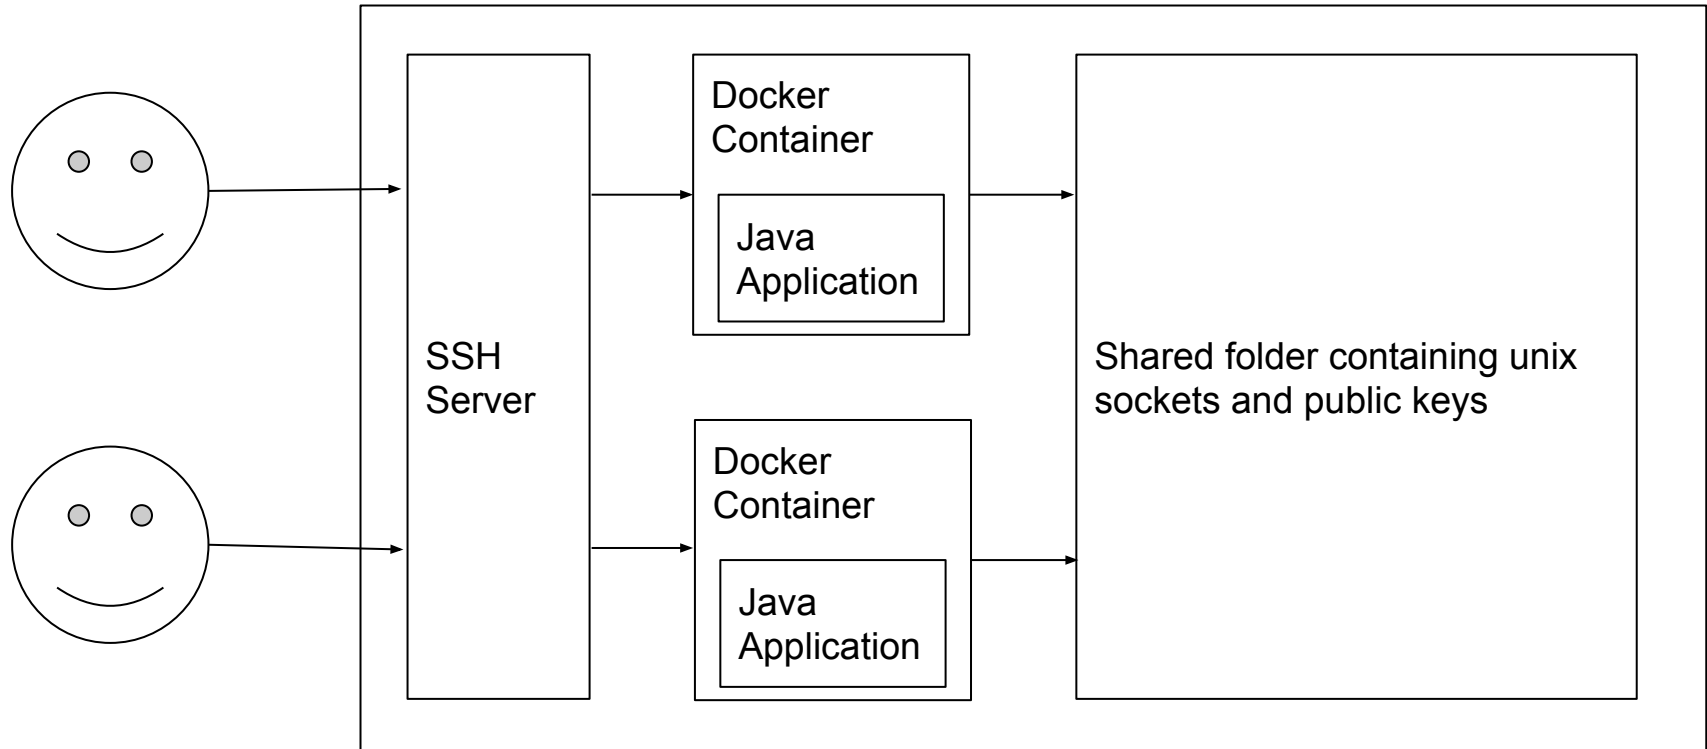 Docker
Container
Java
Application
SSH
Server
Shared folder containing unix
sockets and public keys
Docker
Container
Java
Application